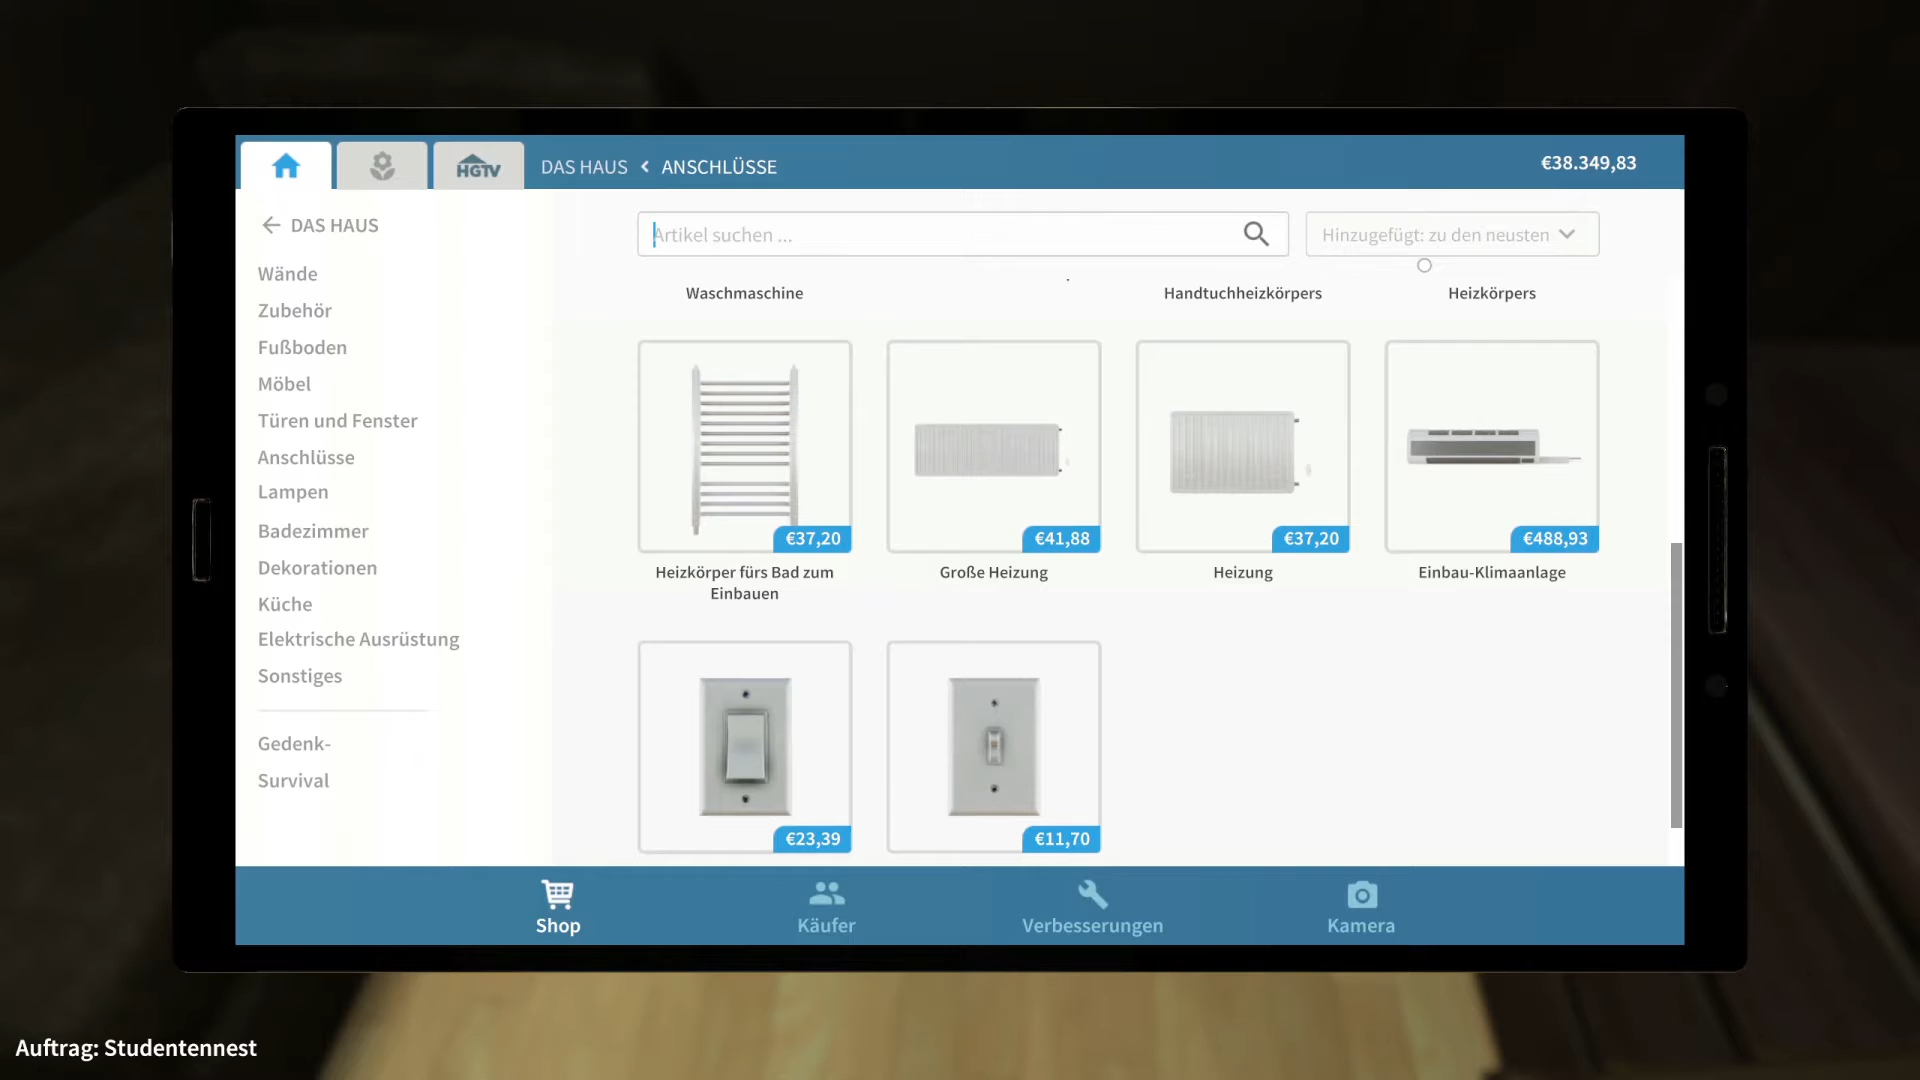 HGTV
DAS HAUS < ANSCHLÜSSE
€38.349,83
DAS HAUS
Artikel suchen ...
Hinzugefügt: zu den neusten
Wände
Zubehör
Fußboden
Möbel
Türen und Fenster
Anschlüsse
Lampen
Badezimmer
Dekorationen
Küche
Elektrische Ausrüstung
Sonstiges
Gedenk-
Survival
Waschmaschine
Handtuchheizkörpers
Heizkörpers
€37,20
€41,88
€37,20
€488,93
Heizkörper fürs Bad zum
Einbauen
Große Heizung
Heizung
Einbau-Klimaanlage
€23,39
€11,70
Shop
Käufer
Verbesserungen
Kamera
Auftrag: Studentennest